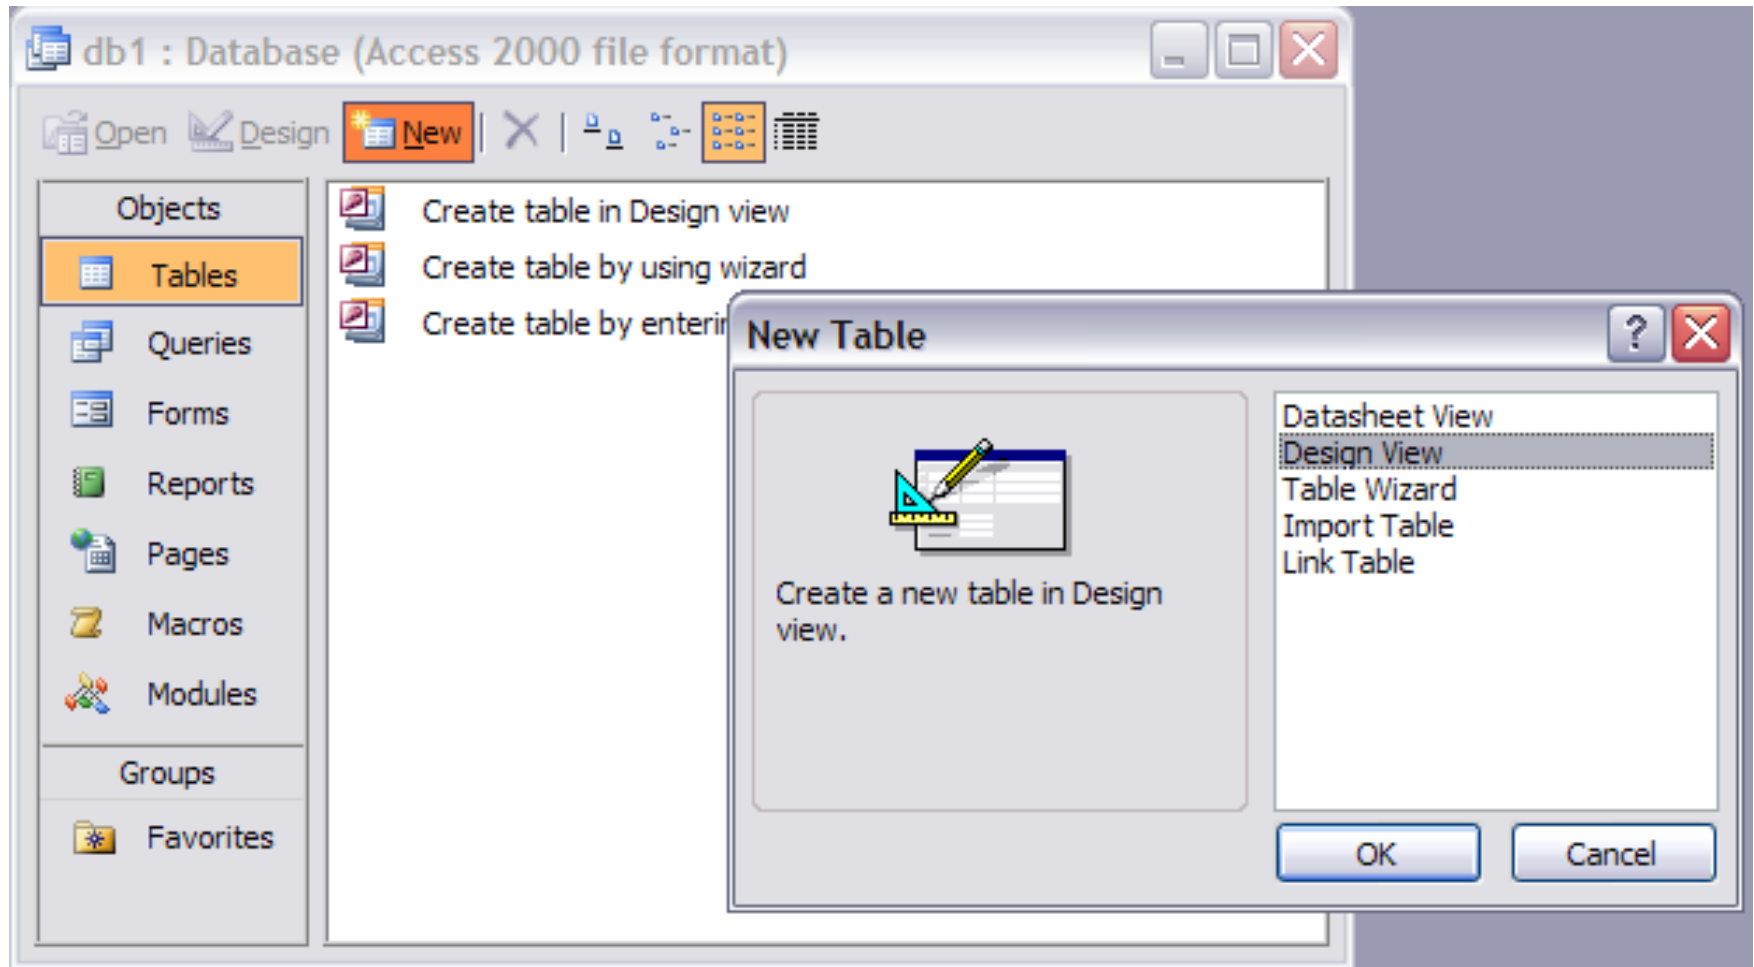 db1 : Database (Access 2000 file format)
Open Design New
Objects
Tables
Queries
Forms
Reports
Pages
Macros
Modules
Groups
Favorites
Create table in Design view
Create table by using wizard
Create table by
New Table
Create a new table in Design
view.
Datasheet View
Design View
Table Wizard
Import Table
Link Table
OK Cancel